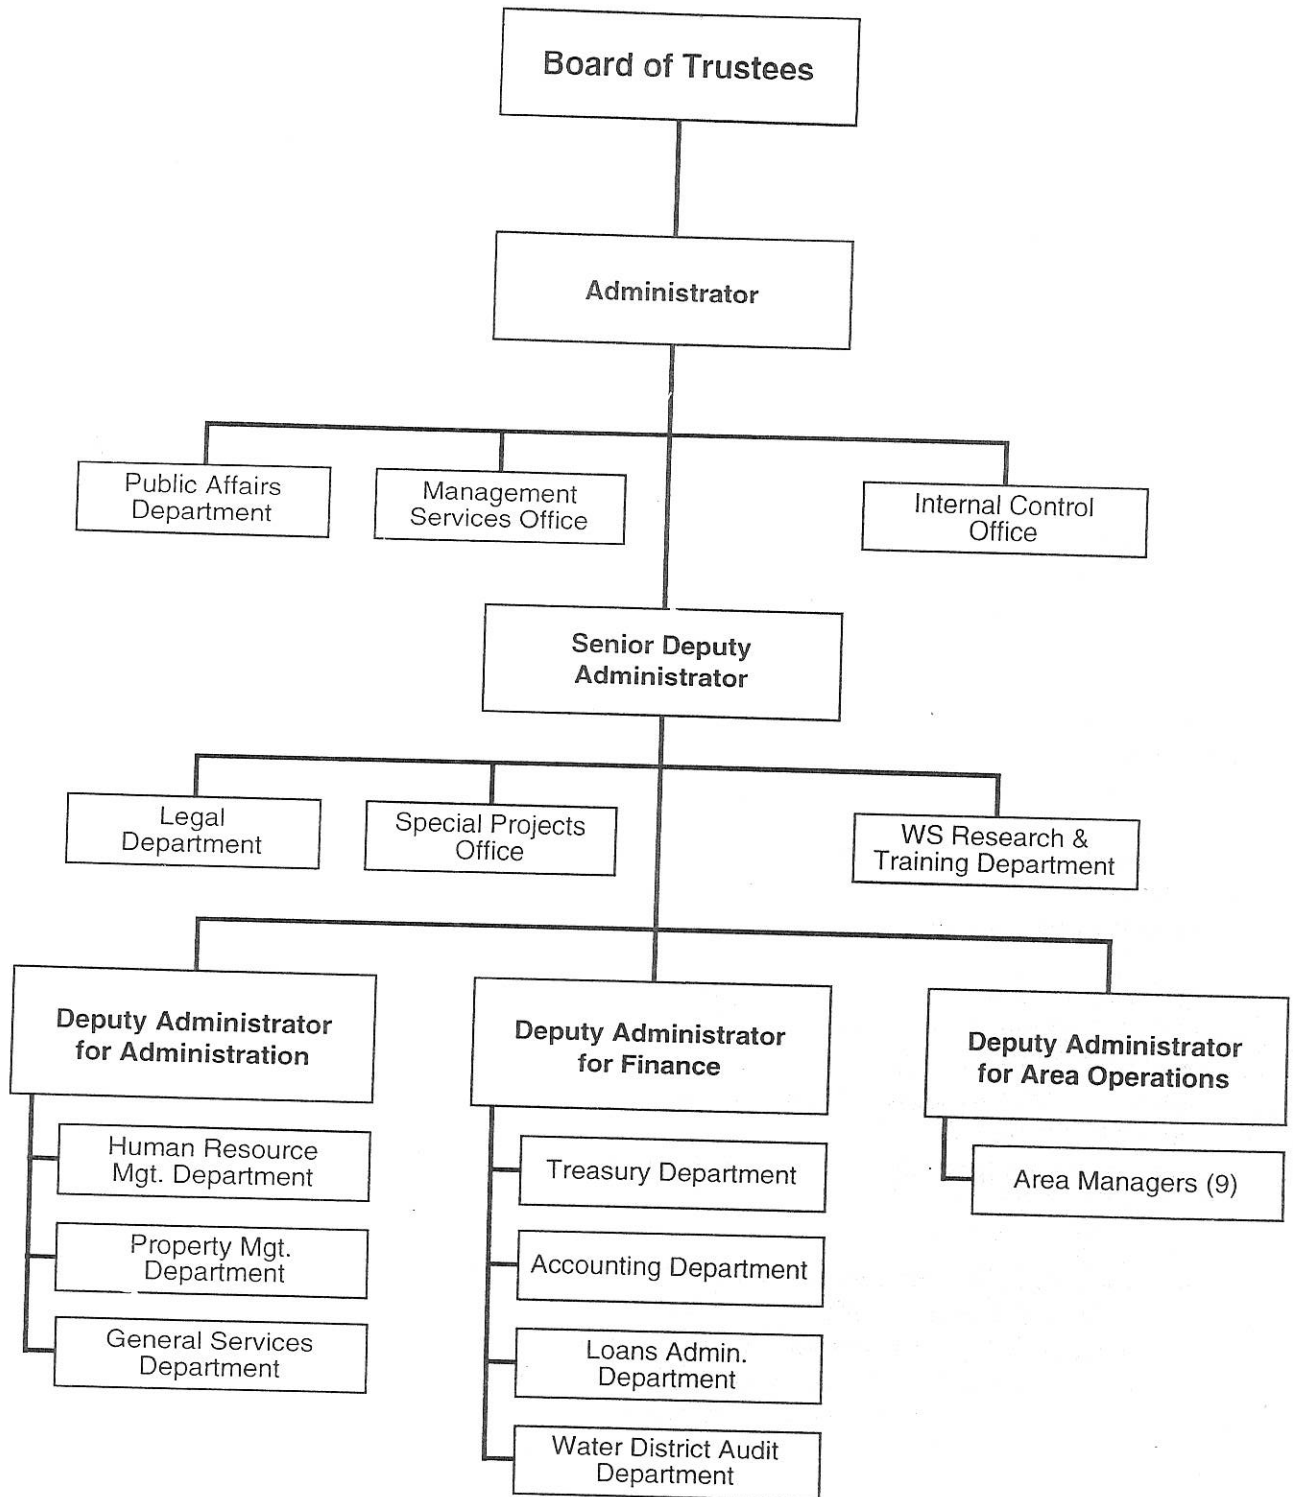 Board of Trustees
Administrator
Public Affairs
Department
Management
Services Office
Internal Control
Office
Senior Deputy
Administrator
Legal
Department
Special Projects
Office
WS Research &
Training Department
Deputy Administrator
for Administration
Human Resource
Mgt. Department
Property Mgt.
Department
General Services
Department
Deputy Administrator
for Finance
Treasury Department
Accounting Department
Loans Admin.
Department
Water District Audit
Department
Deputy Administrator
for Area Operations
Area Managers (9)